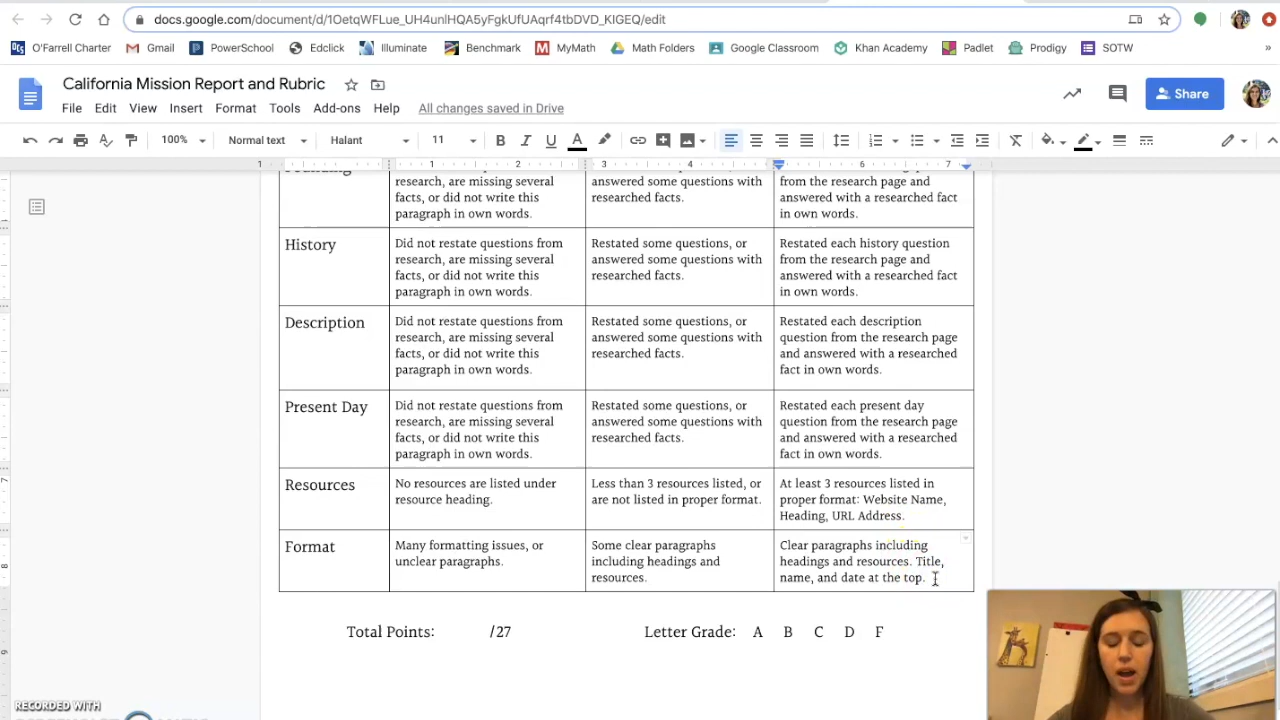 docs.google.com/document/d/1OetqWFLue_UH4unlHQA5yFgkUfUAqrf4tbDVD_KIGEQ/edit
O'Farrell Charter Gmail PowerSchool Edclick Illuminate Benchmark MyMath Math Folders Google Classroom Khan Academy Padlet Prodigy SOTW »
California Mission Report and Rubric
File Edit View Insert Format Tools Add-ons Help All changes saved in Drive
Share
100% Normal text Halant 11 B I U A
1 1 2 3 4 6 7
research, are missing several
facts, or did not write this
paragraph in own words.
answered some questions with
researched facts.
from the research page and
answered with a researched fact
in own words.
History
Did not restate questions from
research, are missing several
facts, or did not write this
paragraph in own words.
Restated some questions, or
answered some questions with
researched facts.
Restated each history question
from the research page and
answered with a researched fact
in own words.
Description
Did not restate questions from
research, are missing several
facts, or did not write this
paragraph in own words.
Restated some questions, or
answered some questions with
researched facts.
Restated each description
question from the research page
and answered with a researched
fact in own words.
Present Day
Did not restate questions from
research, are missing several
facts, or did not write this
paragraph in own words.
Restated some questions, or
answered some questions with
researched facts.
Restated each present day
question from the research page
and answered with a researched
fact in own words.
Resources
No resources are listed under
resource heading.
Less than 3 resources listed, or
are not listed in proper format.
At least 3 resources listed in
proper format: Website Name,
Heading, URL Address.
Format
Many formatting issues, or
unclear paragraphs.
Some clear paragraphs
including headings and
resources.
Clear paragraphs including
headings and resources. Title,
name, and date at the top.
Total Points: /27 Letter Grade: A B C D F
7
8
9
RECORDED WITH